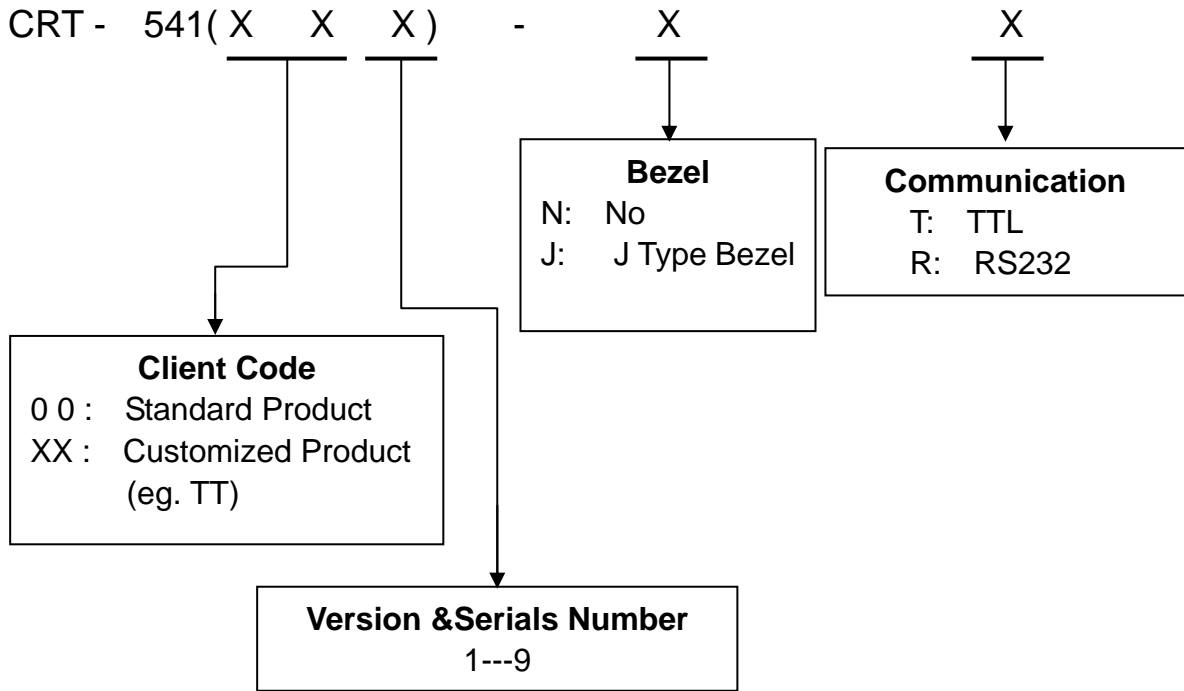 CRT - 541( X X X ) - X X
Bezel
N: No
J: J Type Bezel
Communication
T: TTL
R: RS232
Client Code
0 0 : Standard Product
XX : Customized Product
(eg. TT)
Version &Serials Number
1---9